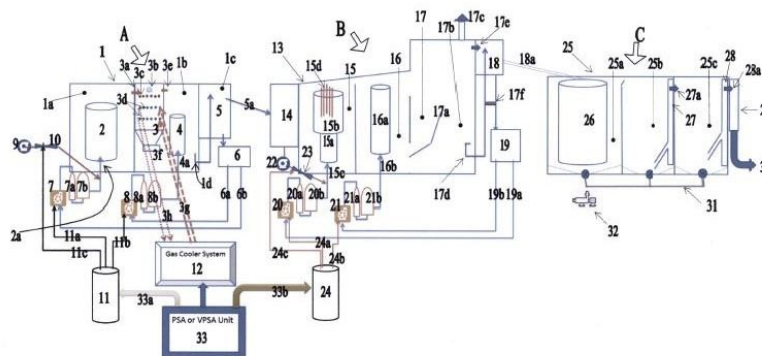 A
B
C
1
3a
3b
3c
3e
1b
1c
1a
3d
2
3
4
5
5a
3f
4a
1d
6
9
10
7
7a
7b
8
8a
8b
6a
6b
2a
11a
11b
11c
3h
3g
Gas Cooler System
12
11
33a
33b
PSA or VPSA Unit
33
13
15d
15
16
17
17b
17c
17e
18
18a
14
15b
15a
16a
17a
17f
22
23
15c
16b
17d
19
20
20a
20b
21
21a
21b
19b
19a
24a
24c
24b
24
25
25a
25b
25c
28
28a
27a
27
26
31
32